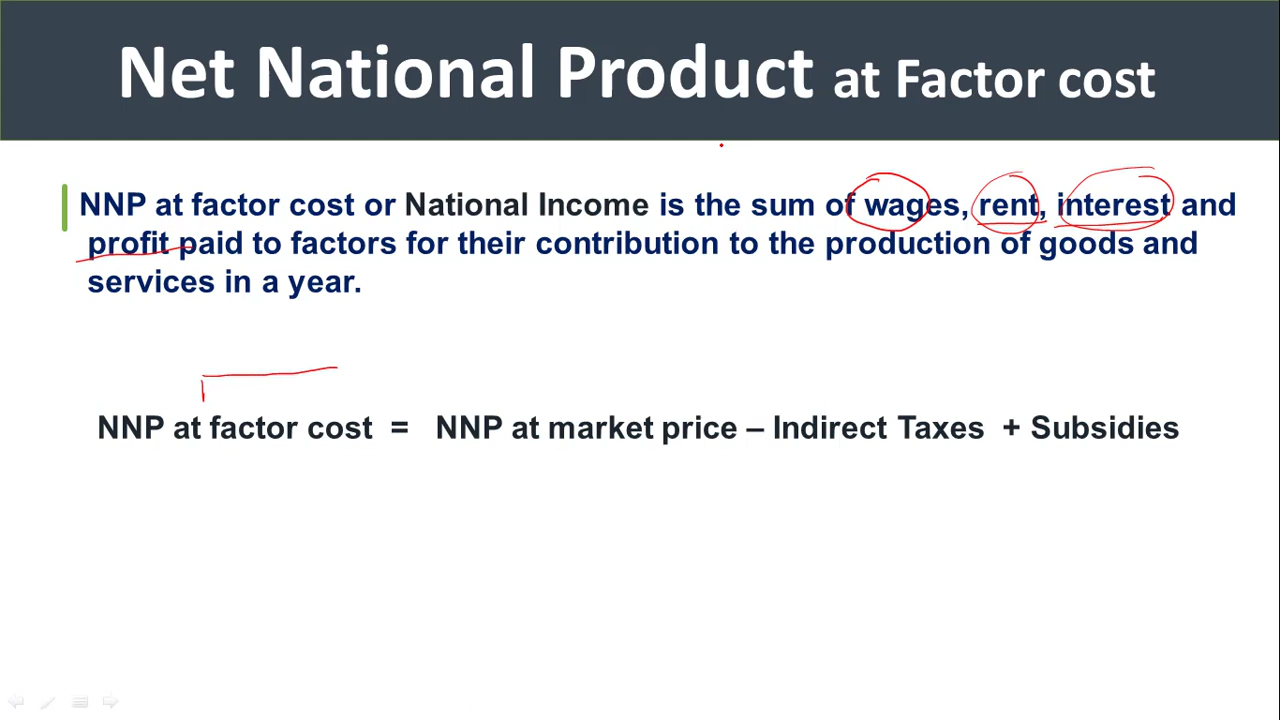 Net National Product at Factor cost
NNP at factor cost or National Income is the sum of wages, rent, interest and
profit paid to factors for their contribution to the production of goods and
services in a year.
NNP at factor cost = NNP at market price – Indirect Taxes + Subsidies